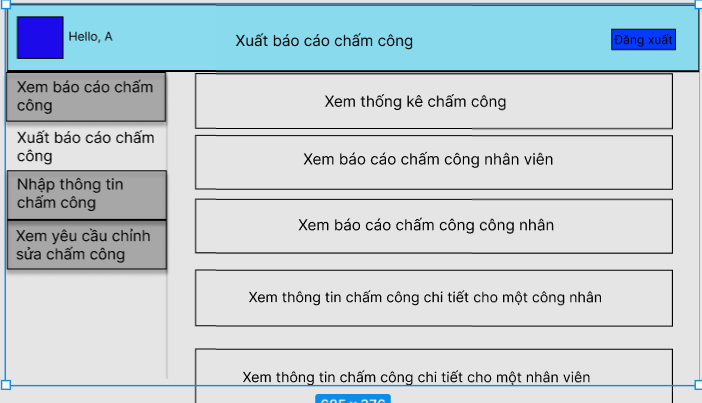 Hello, A
Xuất báo cáo chấm công
Đăng xuất
Xem báo cáo chấm
công
Xuất báo cáo chấm
công
Nhập thông tin
chấm công
Xem yêu cầu chỉnh
sửa chấm công
Xem thống kê chấm công
Xem báo cáo chấm công nhân viên
Xem báo cáo chấm công công nhân
Xem thông tin chấm công chi tiết cho một công nhân
Xem thông tin chấm công chi tiết cho một nhân viên